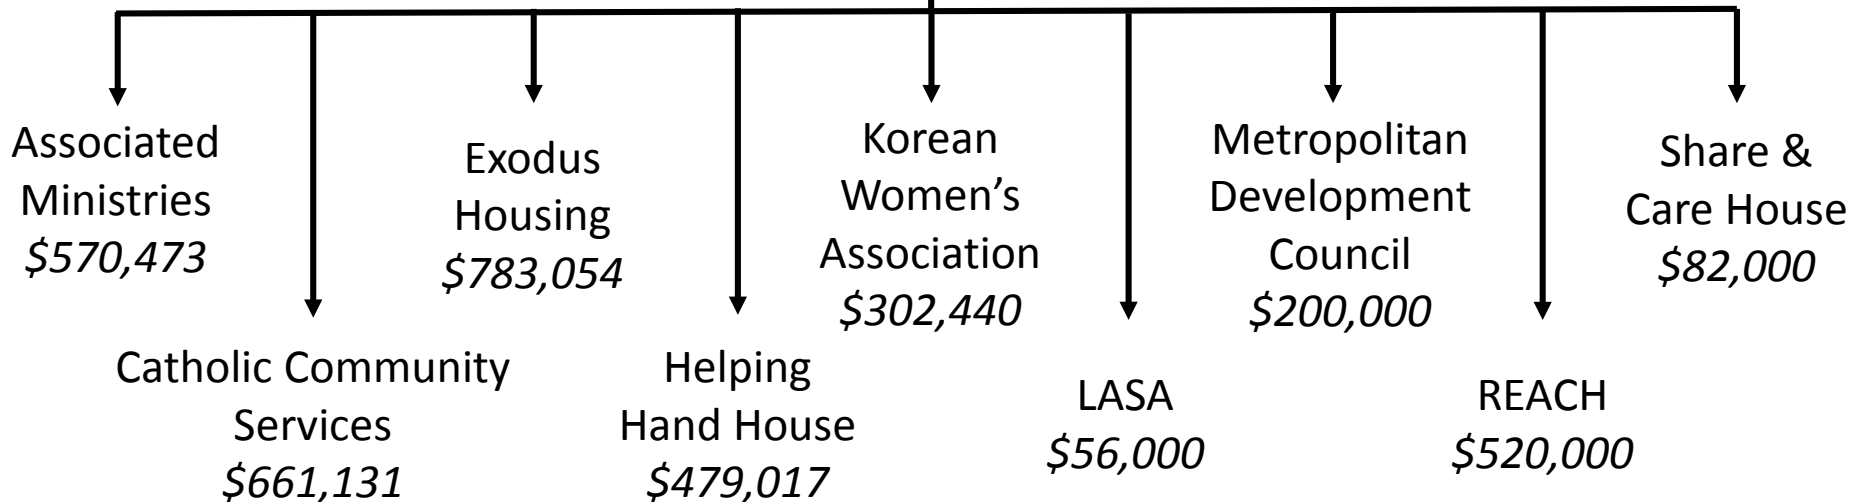 Associated
Ministries
$570,473
Catholic Community
Services
$661,131
Exodus
Housing
$783,054
Helping
Hand House
$479,017
Korean
Women’s
Association
$302,440
LASA
$56,000
Metropolitan
Development
Council
$200,000
REACH
$520,000
Share &
Care House
$82,000